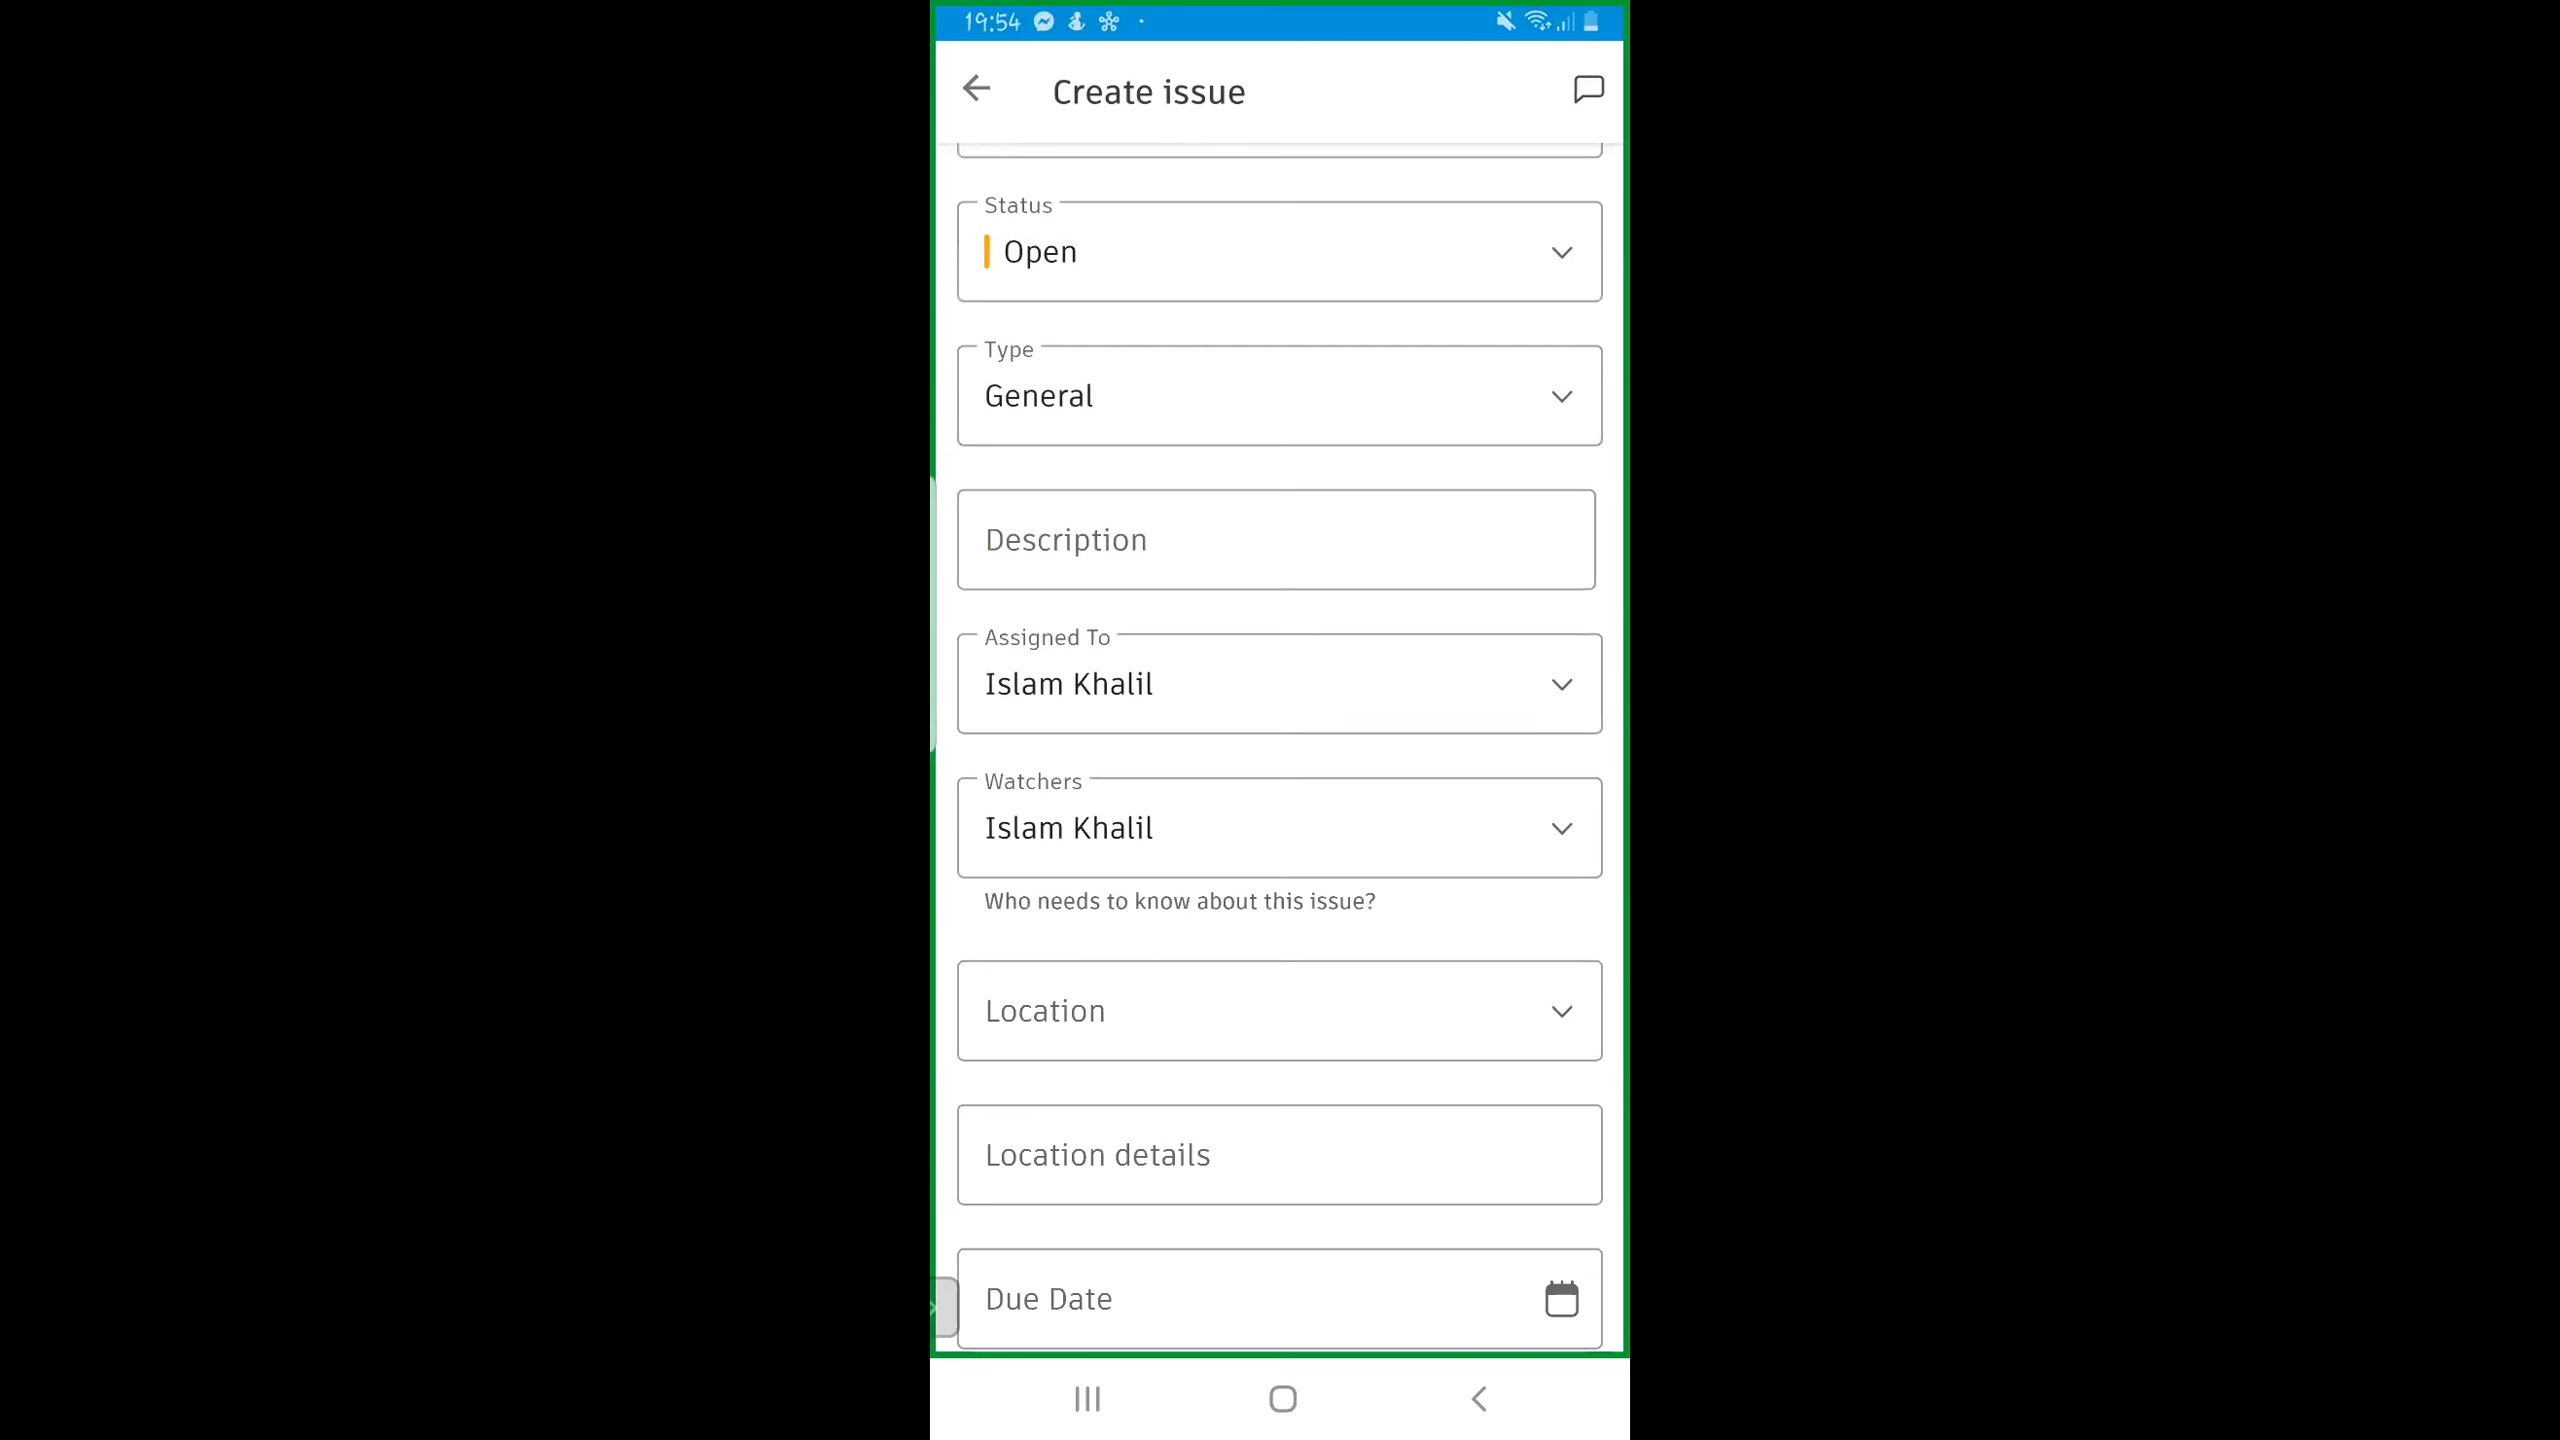 19:54
Create issue
Status
Open
Type
General
Description
Assigned To
Islam Khalil
Watchers
Islam Khalil
Who needs to know about this issue?
Location
Location details
Due Date